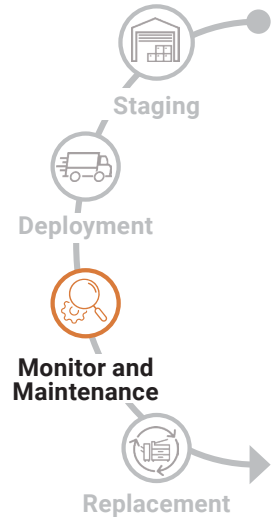 Staging
Deployment
Monitor and
Maintenance
Replacement